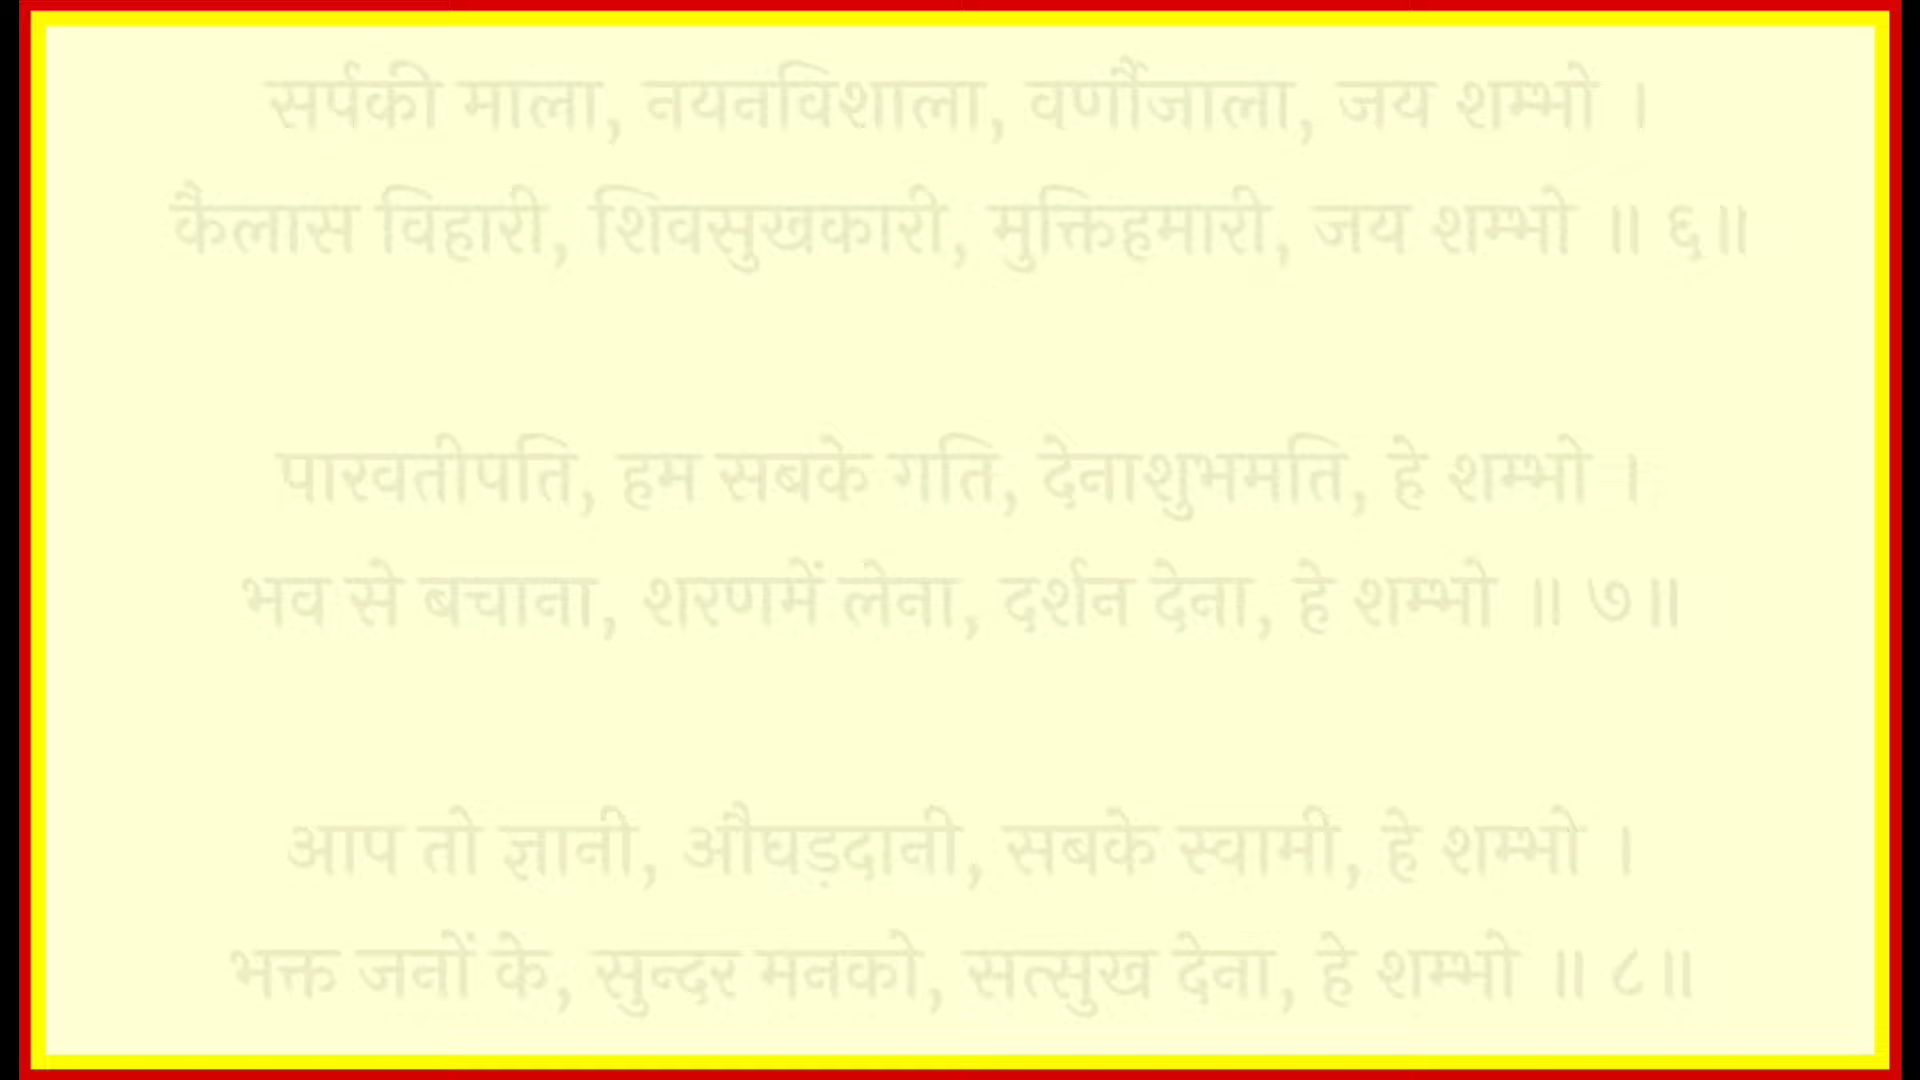 सर्पकी माला, नयनविशाला, वर्णौजाला, जय शम्भो ।
कैलास विहारी, शिवसुखकारी, मुक्तिहमारी, जय शम्भो ॥ ६॥
पारवतीपति, हम सबके गति, देनाशुभमति, हे शम्भो ।
भव से बचाना, शरणमें लेना, दर्शन देना, हे शम्भो ॥ ७॥
आप तो ज्ञानी, औघड़दानी, सबके स्वामी, हे शम्भो ।
भक्त जनों के, सुन्दर मनको, सत्सुख देना, हे शम्भो ॥ ८॥